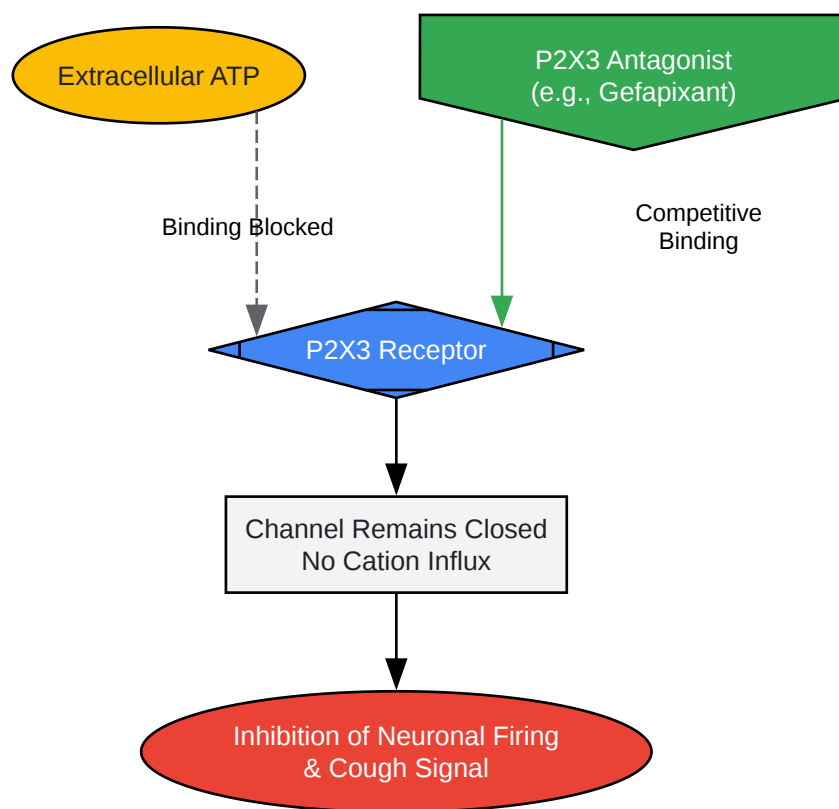 Extracellular ATP
P2X3 Antagonist
(e.g., Gefapixant)
Binding Blocked
Competitive
Binding
P2X3 Receptor
Channel Remains Closed
No Cation Influx
Inhibition of Neuronal Firing
& Cough Signal